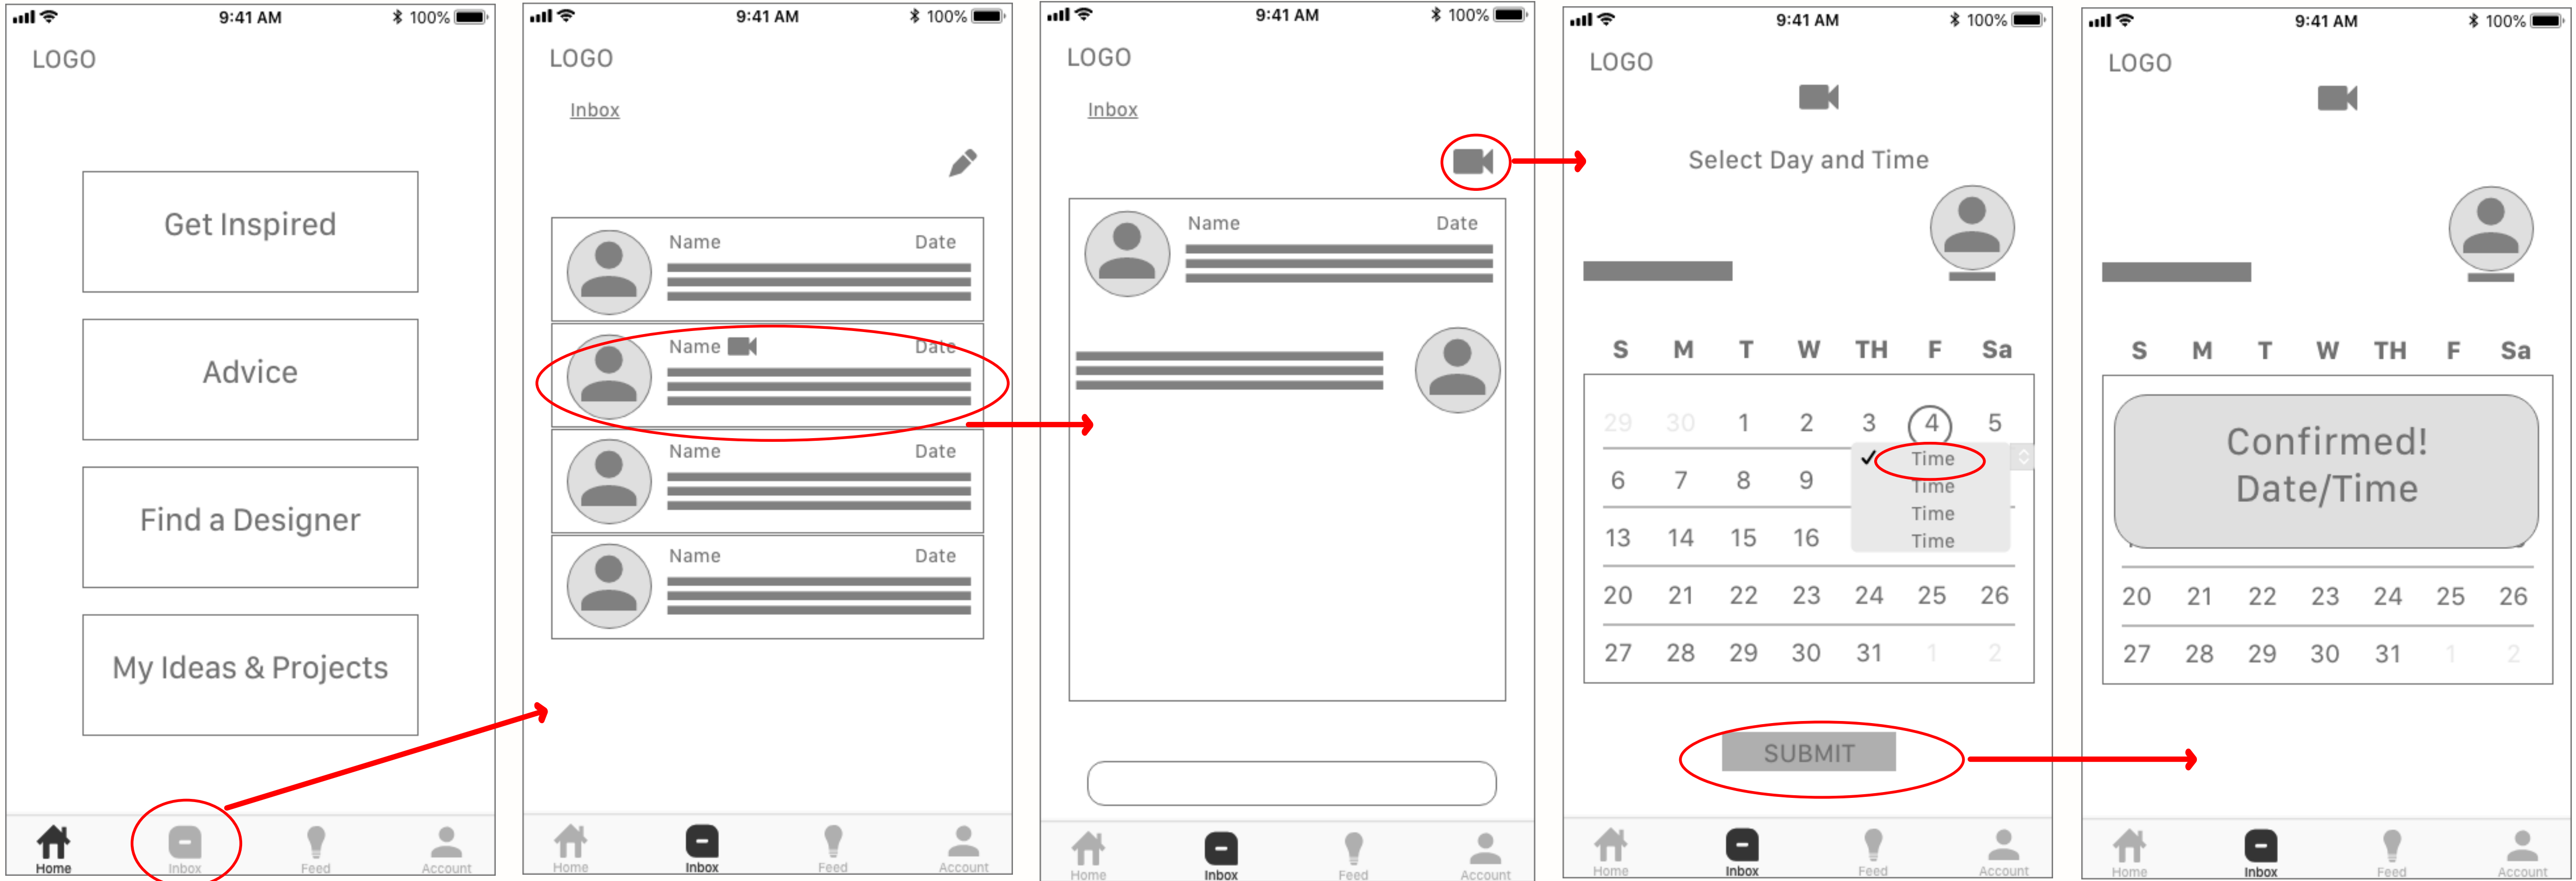 9:41 AM 100%
LOGO
Get Inspired
Advice
Find a Designer
My Ideas & Projects
Home Inbox Feed Account
9:41 AM 100%
LOGO
Inbox
Name Date
Name Date
Name Date
Name Date
Home Inbox Feed Account
9:41 AM 100%
LOGO
Inbox
Name Date
Home Inbox Feed Account
9:41 AM 100%
LOGO
Select Day and Time
S M T W TH F Sa
29 30 1 2 3 4 5
Time
6 7 8 9
Time
Time
13 14 15 16
Time
20 21 22 23 24 25 26
27 28 29 30 31 1 2
SUBMIT
Home Inbox Feed Account
9:41 AM 100%
LOGO
S M T W TH F Sa
Confirmed!
Date/Time
20 21 22 23 24 25 26
27 28 29 30 31 1 2
Home Inbox Feed Account